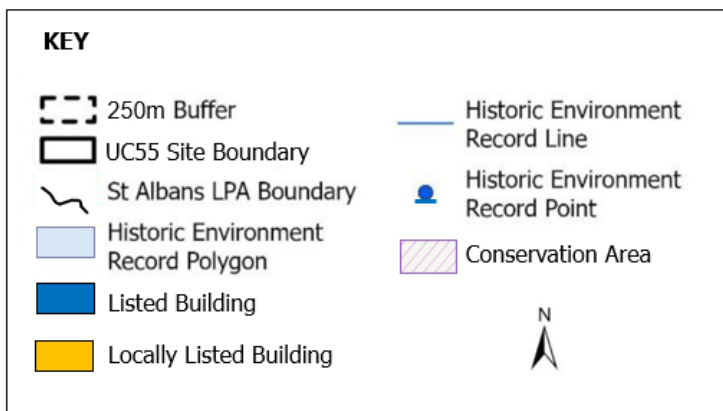 KEY
250m Buffer
UC55 Site Boundary
St Albans LPA Boundary
Historic Environment
Record Polygon
Listed Building
Locally Listed Building
Historic Environment
Record Line
Historic Environment
Record Point
Conservation Area
N